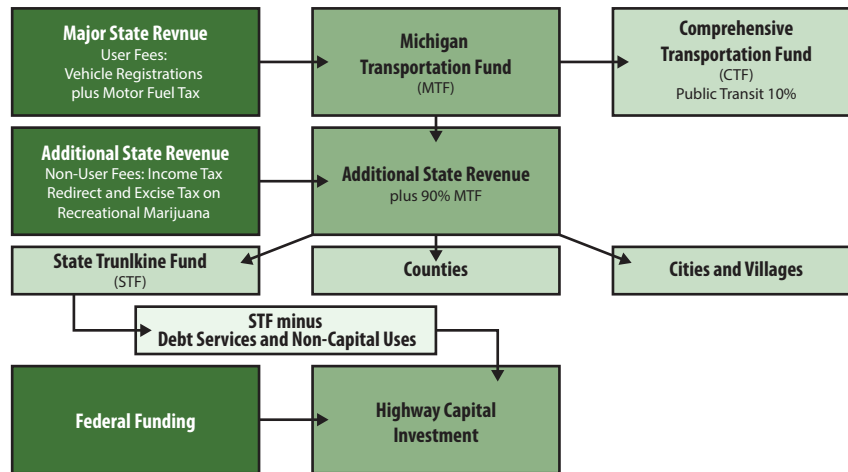 Major State Revnue
User Fees:
Vehicle Registrations
plus Motor Fuel Tax
Michigan
Transportation Fund
(MTF)
Comprehensive
Transportation Fund
(CTF)
Public Transit 10%
Additional State Revenue
Non-User Fees: Income Tax
Redirect and Excise Tax on
Recreational Marijuana
Additional State Revenue
plus 90% MTF
State Trunlkine Fund
(STF)
Counties
Cities and Villages
STF minus
Debt Services and Non-Capital Uses
Federal Funding
Highway Capital
Investment